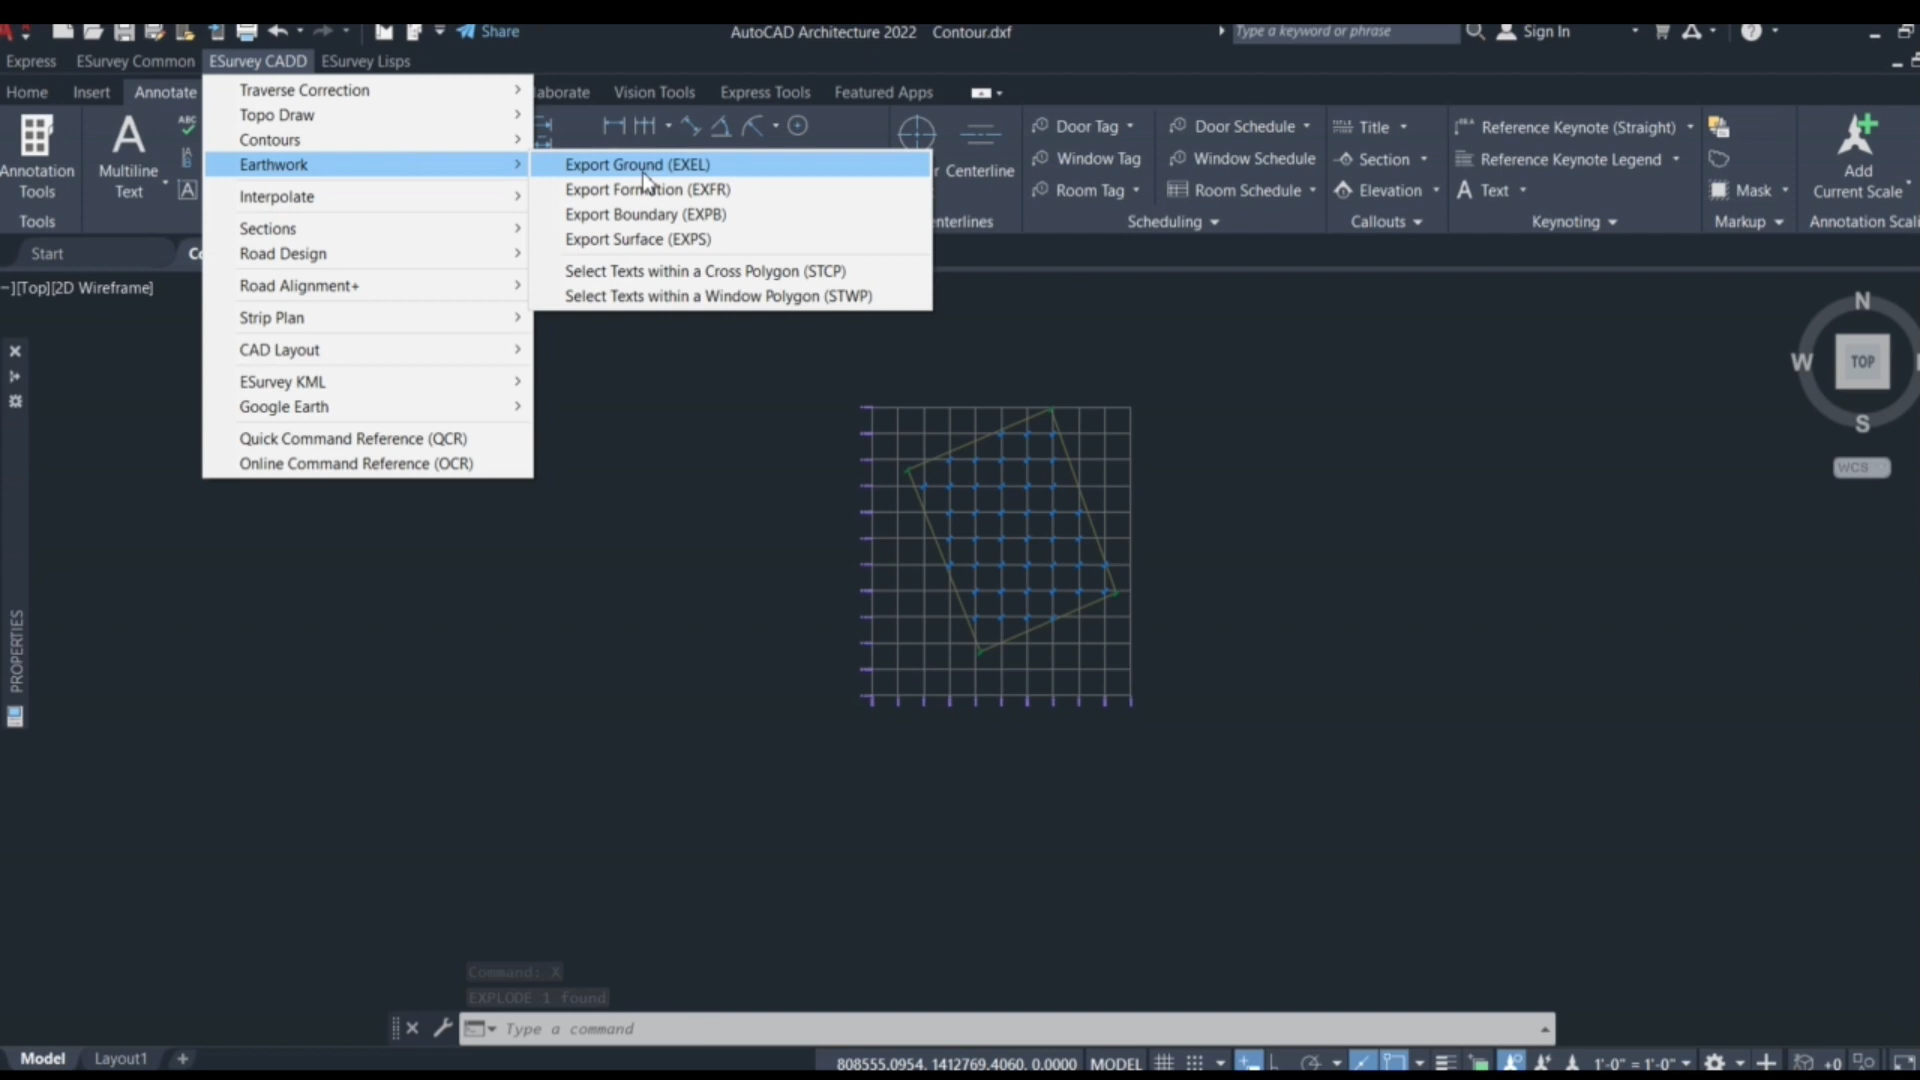 Share
AutoCAD Architecture 2022 Contour.dxf
Type a keyword or phrase
Sign In
Express ESurvey Common ESurvey CADD ESurvey Lisps
Home Insert Annotate
Vision Tools Express Tools Featured Apps
Traverse Correction
Topo Draw
Contours
Earthwork
Interpolate
Sections
Road Design
Road Alignment+
Strip Plan
CAD Layout
ESurvey KML
Google Earth
Quick Command Reference (QCR)
Online Command Reference (OCR)
Export Ground (EXEL)
Export Formation (EXFR)
Export Boundary (EXPB)
Export Surface (EXPS)
Select Texts within a Cross Polygon (STCP)
Select Texts within a Window Polygon (STWP)
Annotation
Tools
Tools
Multiline
Text
ABC
Centerline
Door Tag Door Schedule Title Reference Keynote (Straight)
Window Tag Window Schedule Section Reference Keynote Legend
Room Tag Room Schedule Elevation Text Mask
Add
Current Scale
Scheduling Callouts Keynoting Markup
Start
[Top][2D Wireframe]
N
W TOP
S
WCS
PROPERTIES
Command: X
EXPLODE 1 found
Type a command
Model Layout1 +
808555.0954, 1412769.4060, 0.0000 MODEL
1'-0" = 1'-0"
+0